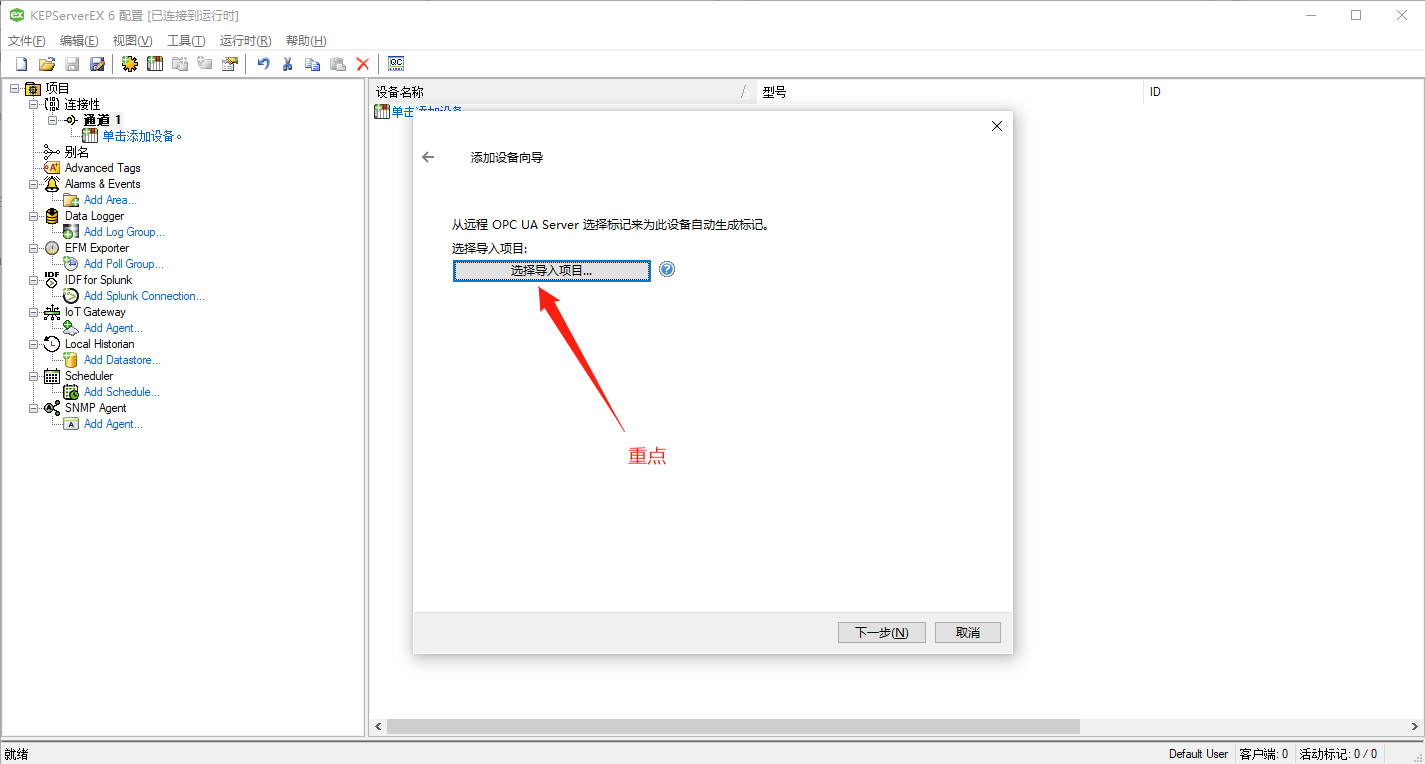 KEPServerEX 6 配置 [已连接到运行时]
文件(F) 编辑(E) 视图(V) 工具(T) 运行时(R) 帮助(H)
项目
连接性
通道 1
单击添加设备。
别名
Advanced Tags
Alarms & Events
Add Area...
Data Logger
Add Log Group...
EFM Exporter
Add Poll Group...
IDF for Splunk
Add Splunk Connection...
IoT Gateway
Add Agent...
Local Historian
Add Datastore...
Scheduler
Add Schedule...
SNMP Agent
Add Agent...
设备名称 / 型号 ID
单击添加设备
添加设备向导
从远程 OPC UA Server 选择标记来为此设备自动生成标记。
选择导入项目:
选择导入项目...
重点
下一步(N) 取消
就绪 Default User 客户端: 0 活动标记: 0 / 0